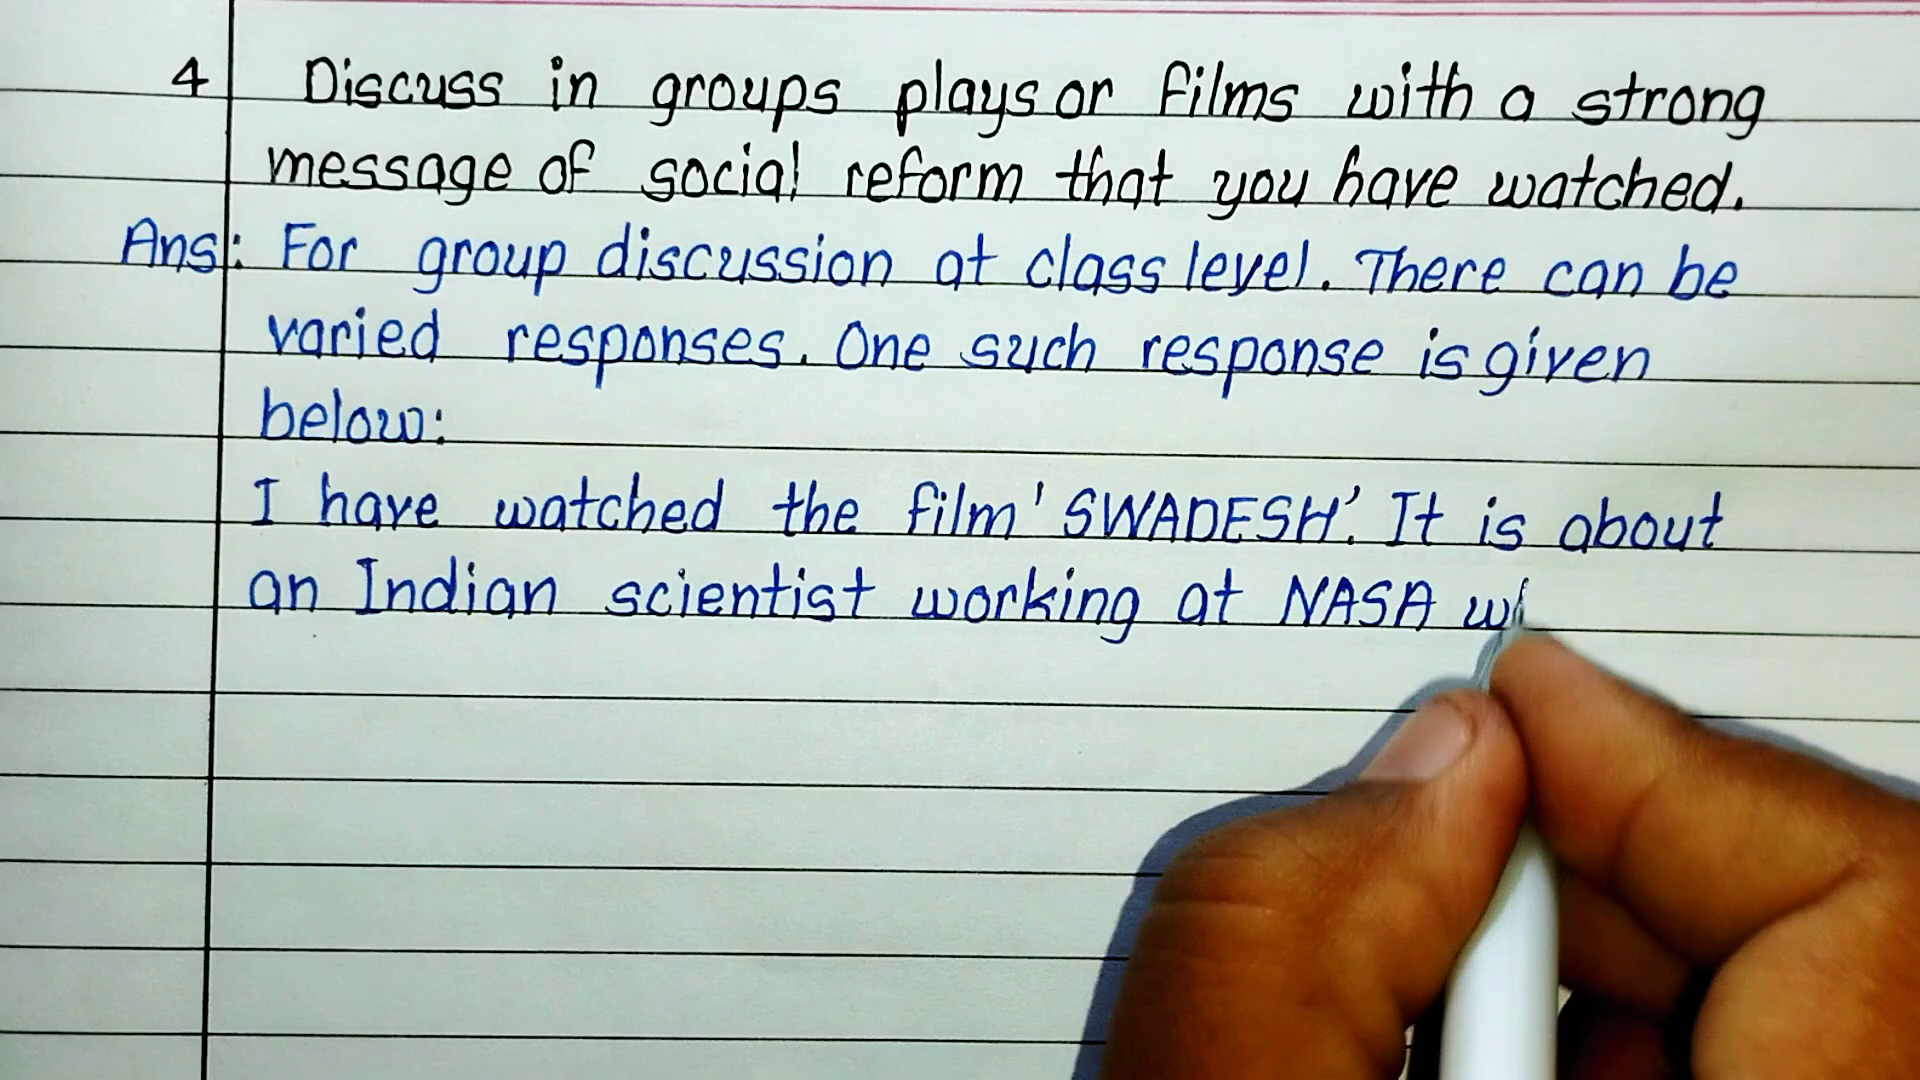 4 Discuss in groups plays or films with a strong
message of social reform that you have watched.
Ans: For group discussion at class level. There can be
varied responses. One such response is given
below:
I have watched the film 'SWADESH'. It is about
an Indian scientist working at NASA